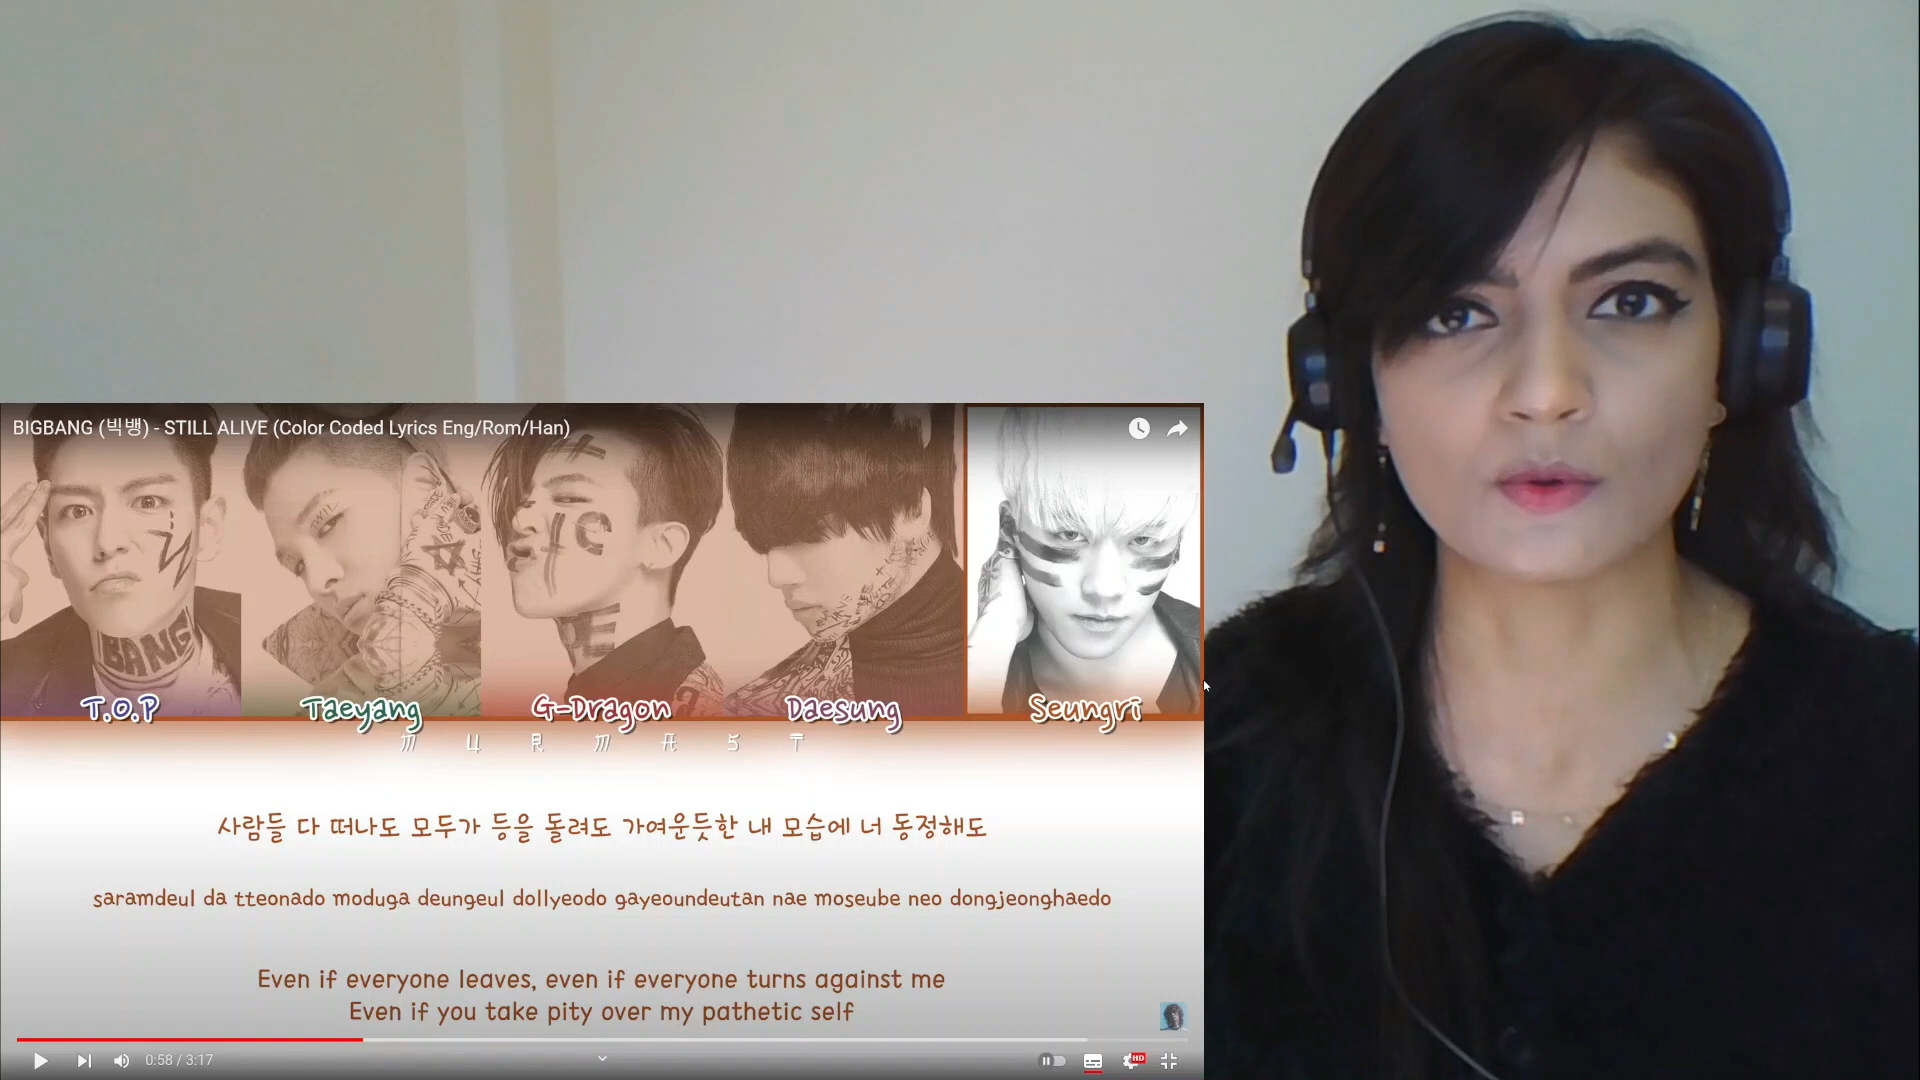 BIGBANG (빅뱅) - STILL ALIVE (Color Coded Lyrics Eng/Rom/Han)
BANG
T.O.P Taeyang G-Dragon Daesung Seungri
사람들 다 떠나도 모두가 등을 돌려도 가여운듯한 내 모습에 너 동정해도
saramdeul da tteonado moduga deungeul dollyeodo gayeoundeutan nae moseube neo dongjeonghaedo
Even if everyone leaves, even if everyone turns against me
Even if you take pity over my pathetic self
0:58 / 3:17
HD